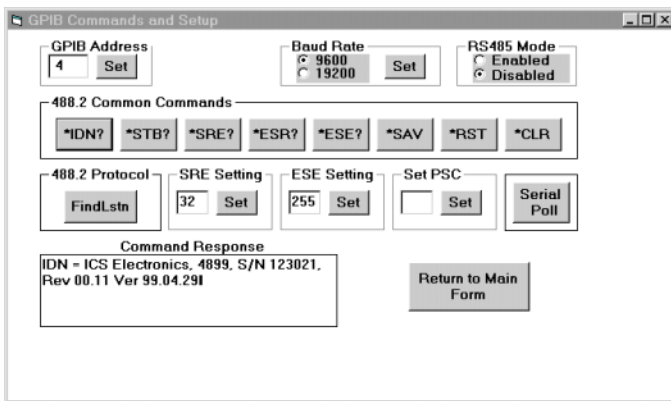 GPIB Commands and Setup
GPIB Address
4 Set
Baud Rate
9600
19200
Set
RS485 Mode
Enabled
Disabled
488.2 Common Commands
*IDN? *STB? *SRE? *ESR? *ESE? *SAV *RST *CLR
488.2 Protocol
FindLstn
SRE Setting
32 Set
ESE Setting
255 Set
Set PSC
Set
Serial
Poll
Command Response
IDN = ICS Electronics, 4899, S/N 123021,
Rev 00.11 Ver 99.04.29
Return to Main
Form